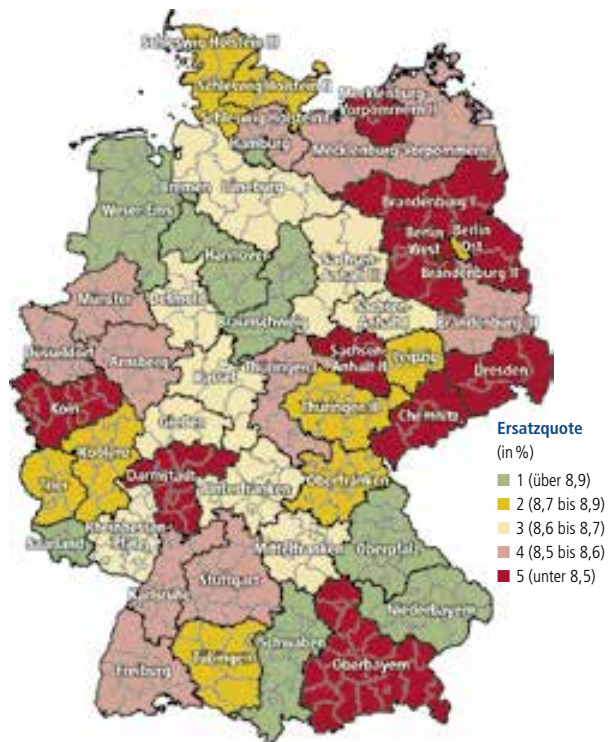 Schleswig Holstein III
Schleswig Holstein II
Schleswig Holstein I
Mecklenburg-
Vorpommern II
Hamburg
Mecklenburg-Vorpommern
Bremen
Lüneburg
Weser-Ems
Brandenburg I
Hannover
Berlin
West
Berlin
Ost
Sachsen-
Brandenburg II
Münster
Detmold
Braunschweig
Sachsen-
Anhalt
Brandenburg III
Düsseldorf
Arnsberg
Kassel
Thüringen I
Sachsen-
Anhalt II
Leipzig
Dresden
Köln
Gießen
Thüringen II
Chemnitz
Ersatzquote
(in %)
Koblenz
1 (über 8,9)
Trier
Darmstadt
Unterfranken
Oberfranken
2 (8,7 bis 8,9)
3 (8,6 bis 8,7)
Saarland
Rheinhessen-
Pfalz
Mittelfranken
Oberpfalz
4 (8,5 bis 8,6)
5 (unter 8,5)
Karlsruhe
Stuttgart
Niederbayern
Freiburg
Tübingen
Schwaben
Oberbayern